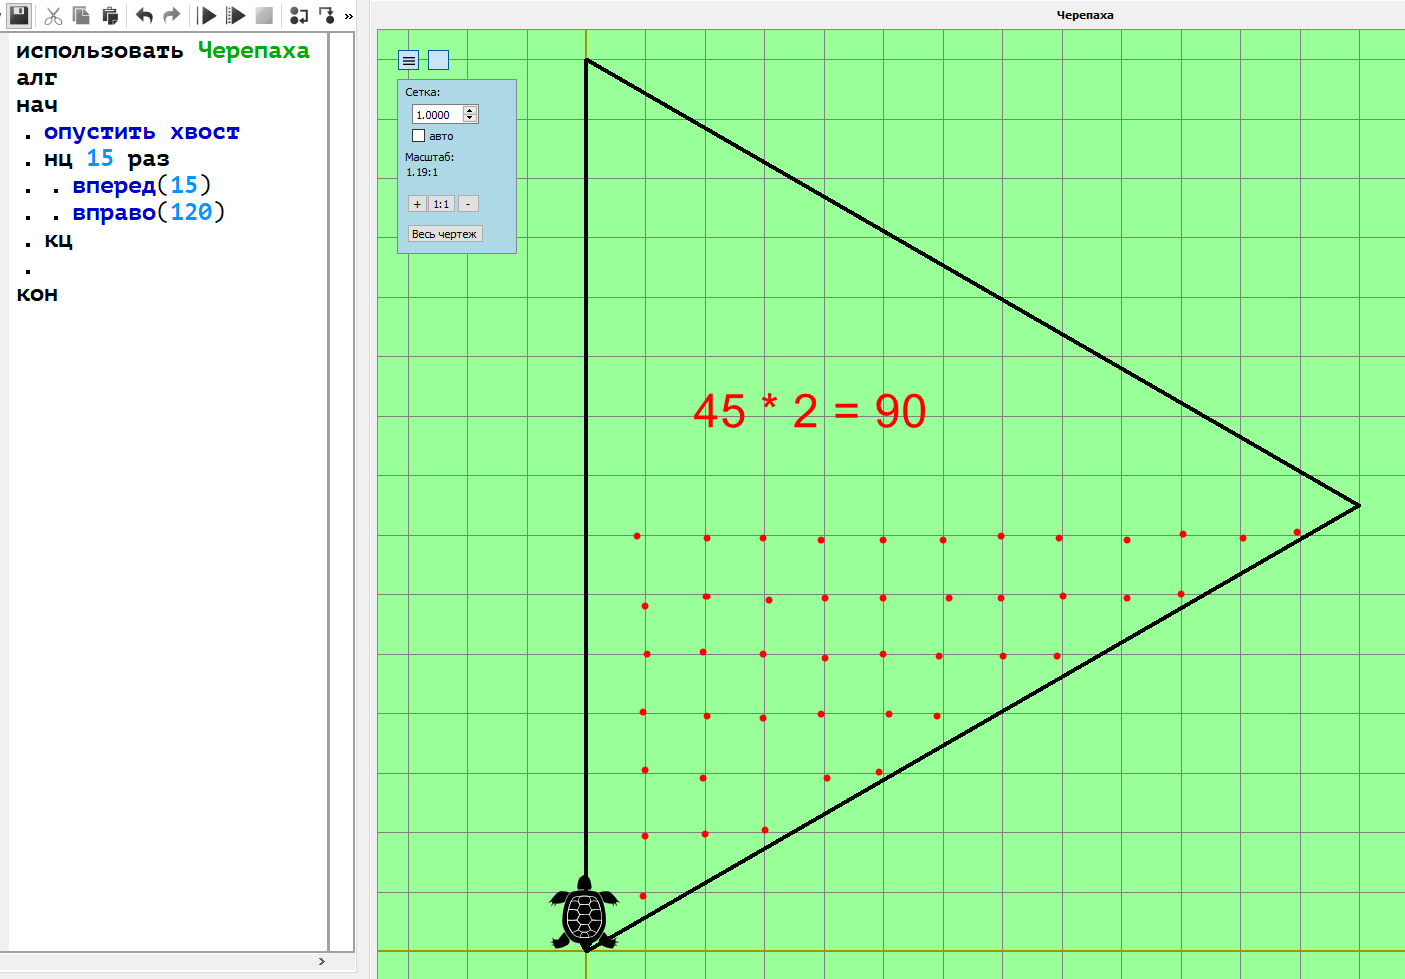 Черепаха
использовать Черепаха
алг
нач
. опустить хвост
. нц 15 раз
. . вперед(15)
. . вправо(120)
. кц
.
кон
Сетка:
1.0000
авто
Масштаб:
1.19:1
+ 1:1 -
Весь чертеж
45 * 2 = 90